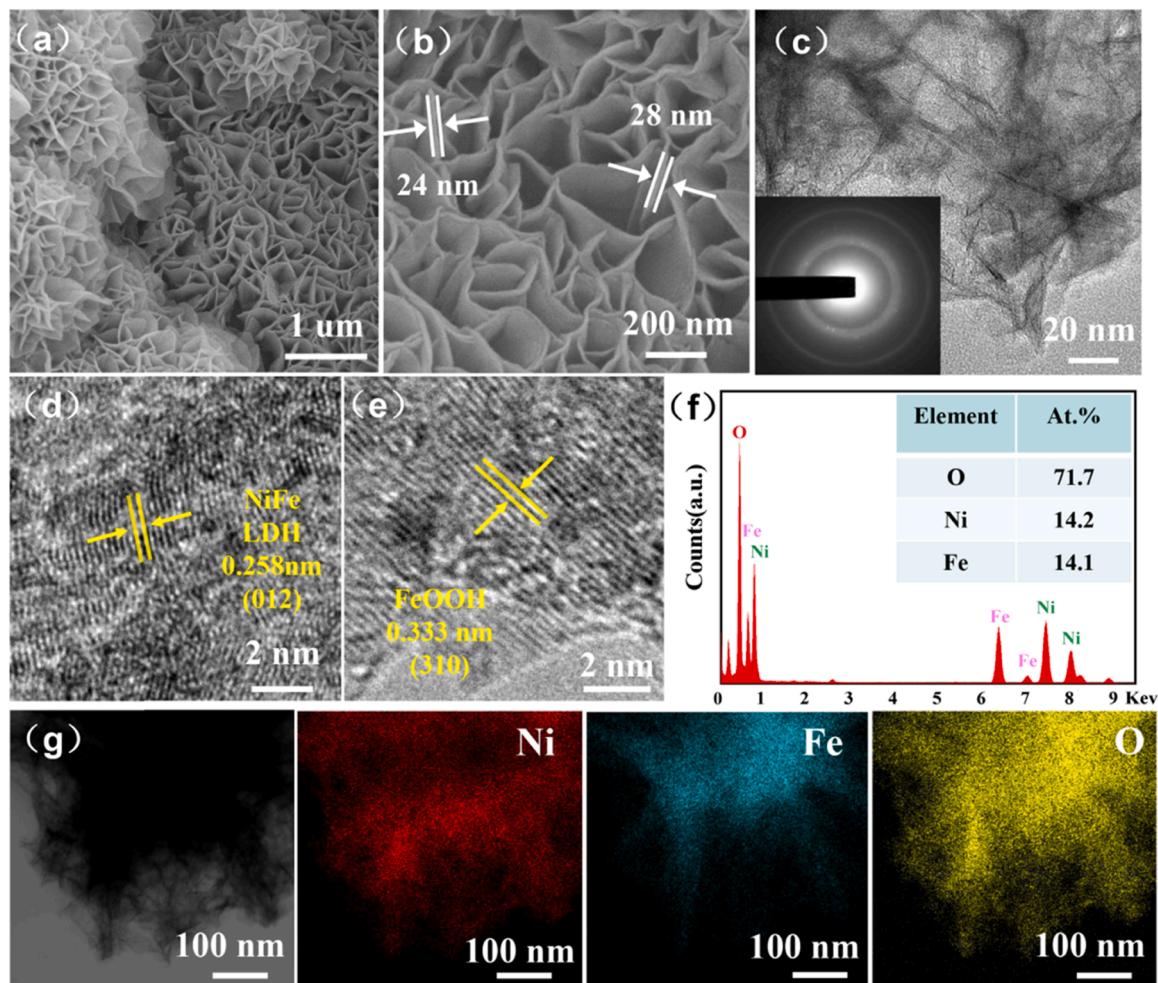 (a)
1 um
(b)
24 nm
28 nm
200 nm
(c)
20 nm
(d)
NiFe
LDH
0.258nm
(012)
2 nm
(e)
FeOOH
0.333 nm
(310)
2 nm
(f)
Counts(a.u.)
O
Fe
Ni
Fe
Fe
Ni
Ni
0 1 2 3 4 5 6 7 8 9 Kev
Element At.%
O 71.7
Ni 14.2
Fe 14.1
(g)
100 nm
Ni
100 nm
Fe
100 nm
O
100 nm